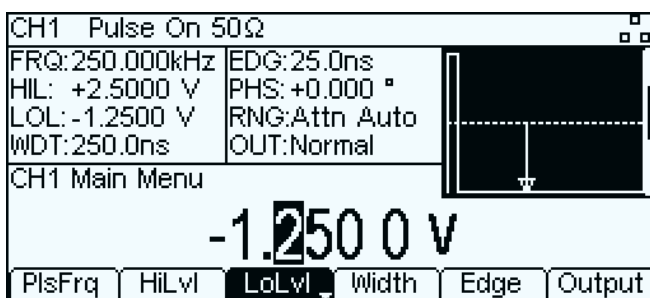 CH1 Pulse On 50Ω
FRQ:250.000kHz EDG:25.0ns
HIL: +2.5000 V PHS:+0.000 °
LOL:-1.2500 V RNG:Attn Auto
WDT:250.0ns OUT:Normal
CH1 Main Menu
-1.250 0 V
PlsFrq HiLvl LoLvl Width Edge Output